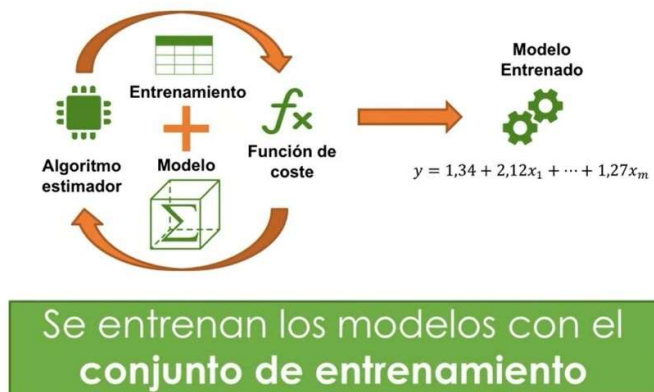 Entrenamiento
Algoritmo
estimador
Modelo
Σ
fx
Función de
coste
Modelo
Entrenado
y = 1,34 + 2,12x₁ + ⋯ + 1,27xₘ
Se entrenan los modelos con el
conjunto de entrenamiento